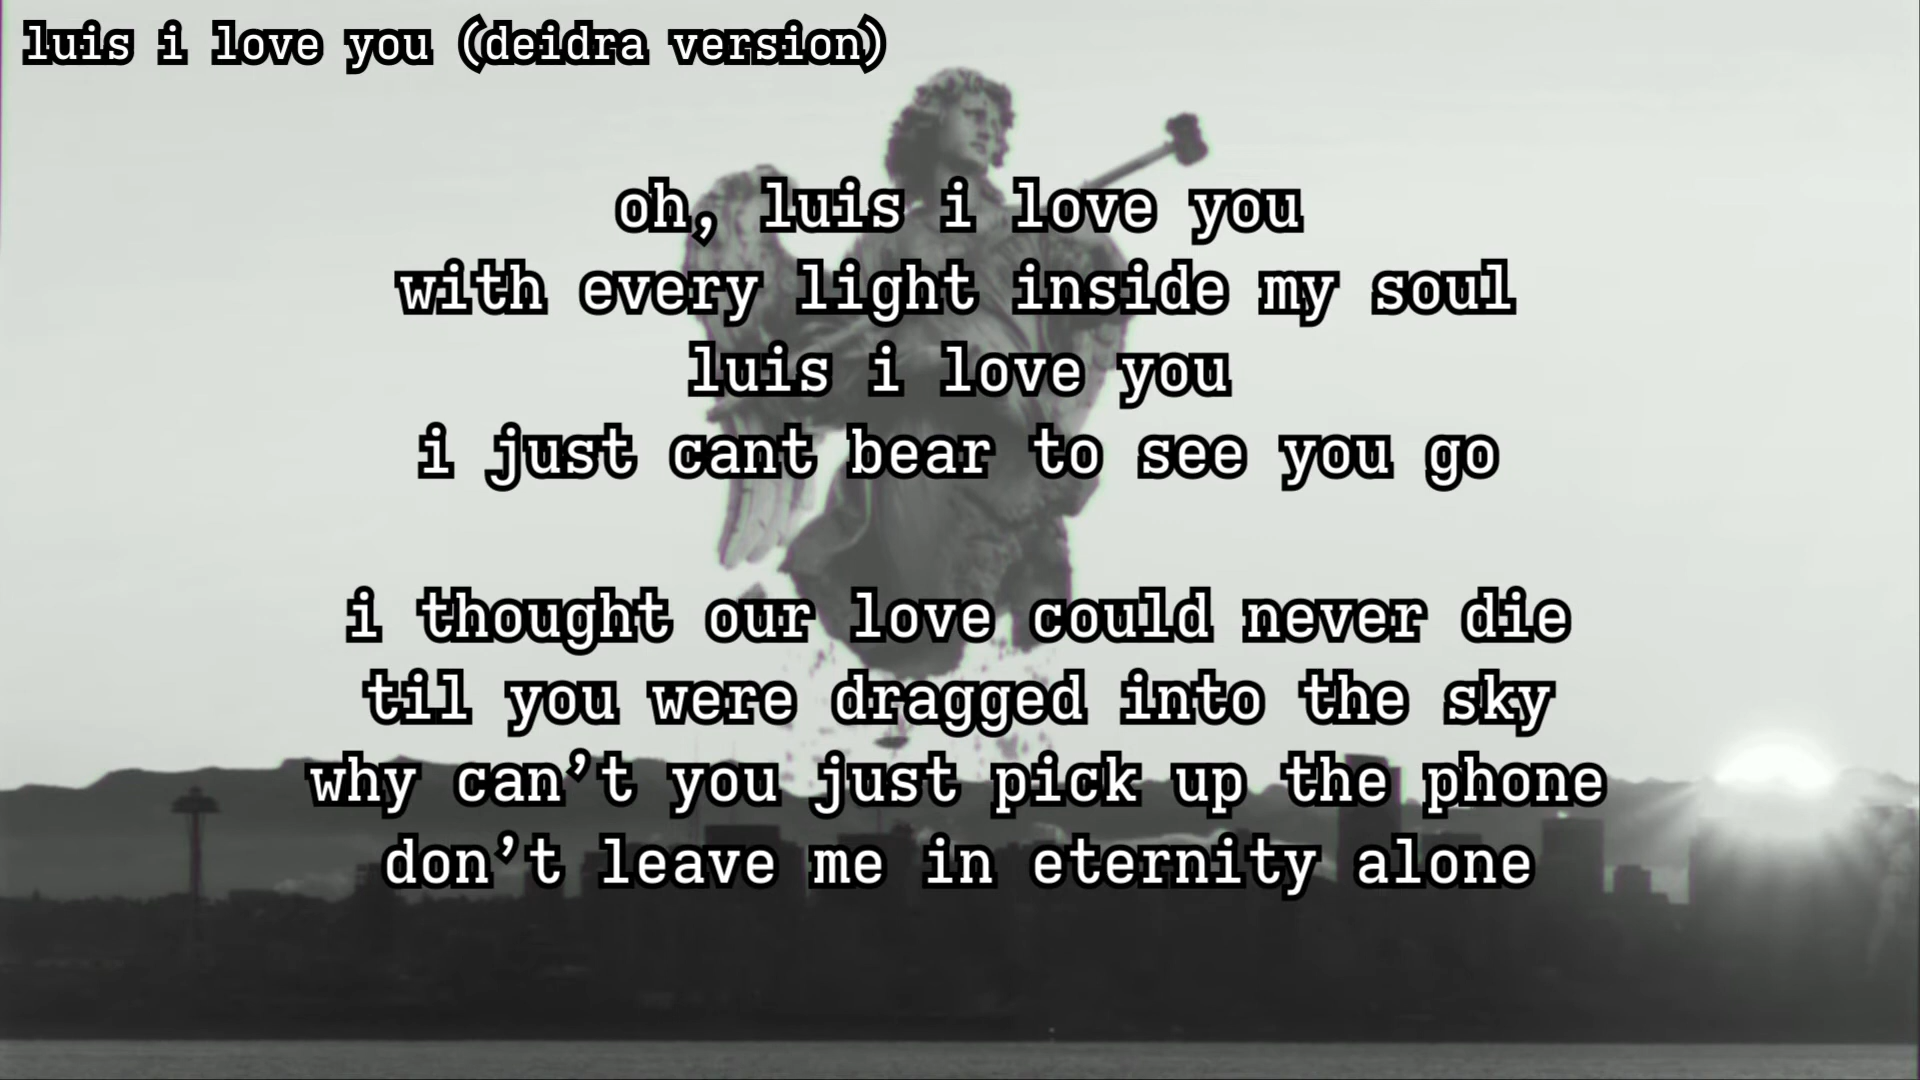 luis i love you (deidra version)
oh, luis i love you
with every light inside my soul
luis i love you
i just cant bear to see you go
i thought our love could never die
til you were dragged into the sky
why can’t you just pick up the phone
don’t leave me in eternity alone